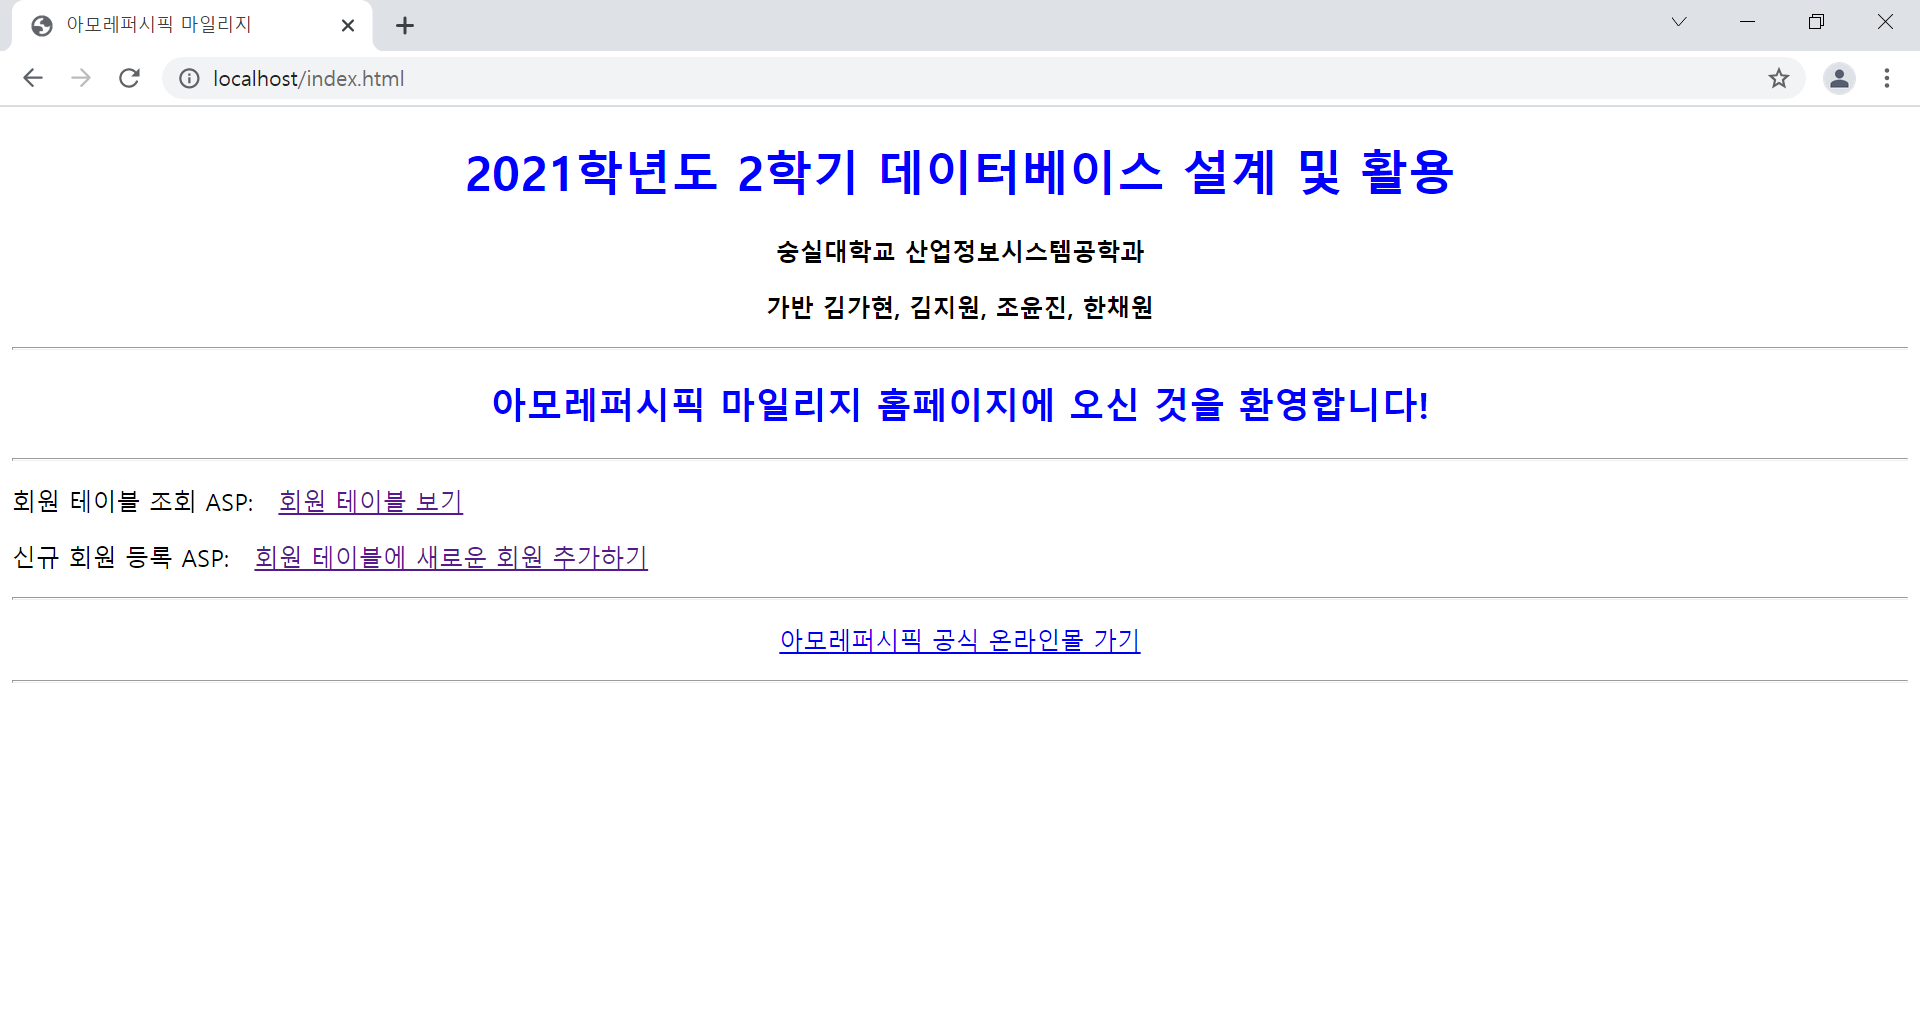 아모레퍼시픽 마일리지
localhost/index.html
2021학년도 2학기 데이터베이스 설계 및 활용
숭실대학교 산업정보시스템공학과
가반 김가현, 김지원, 조윤진, 한채원
아모레퍼시픽 마일리지 홈페이지에 오신 것을 환영합니다!
회원 테이블 조회 ASP: 회원 테이블 보기
신규 회원 등록 ASP: 회원 테이블에 새로운 회원 추가하기
아모레퍼시픽 공식 온라인몰 가기